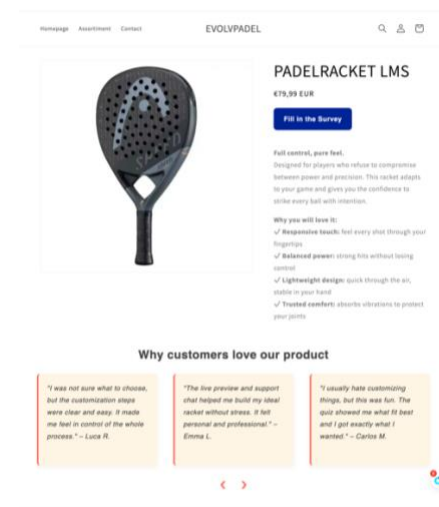 Homepage Assortiment Contact EVOLVPADEL
PADELRACKET LMS
€79,99 EUR
Fill in the Survey
Full control, pure feel.
Designed for players who refuse to compromise
between power and precision. This racket adapts
to your game and gives you the confidence to
strike every ball with intention.
Why you will love it:
✓ Responsive touch: feel every shot through your
fingertips
✓ Balanced power: strong hits without losing
control
✓ Lightweight design: quick through the air,
stable in your hand
✓ Trusted comfort: absorbs vibrations to protect
your joints
SPEED
Why customers love our product
"I was not sure what to choose,
but the customization steps
were clear and easy. It made
me feel in control of the whole
process." – Luca R.
"The live preview and support
chat helped me build my ideal
racket without stress. It felt
personal and professional." –
Emma L.
"I usually hate customizing
things, but this was fun. The
quiz showed me what fit best
and I got exactly what I
wanted." – Carlos M.